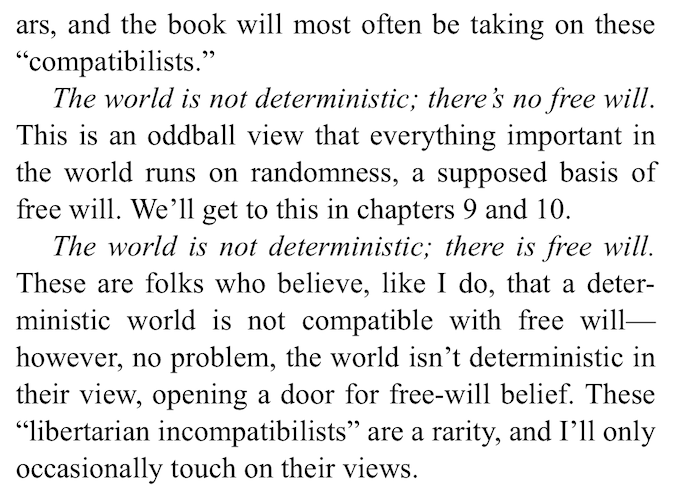 ars, and the book will most often be taking on these
“compatibilists.”
The world is not deterministic; there’s no free will.
This is an oddball view that everything important in
the world runs on randomness, a supposed basis of
free will. We’ll get to this in chapters 9 and 10.
The world is not deterministic; there is free will.
These are folks who believe, like I do, that a deter-
ministic world is not compatible with free will—
however, no problem, the world isn’t deterministic in
their view, opening a door for free-will belief. These
“libertarian incompatibilists” are a rarity, and I’ll only
occasionally touch on their views.